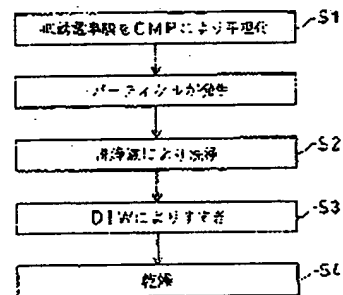 低誘電率膜をCMPにより平坦化
S1
パーティクルが発生
洗浄液により洗浄
S2
DIWによりすすぎ
S3
乾燥
S4